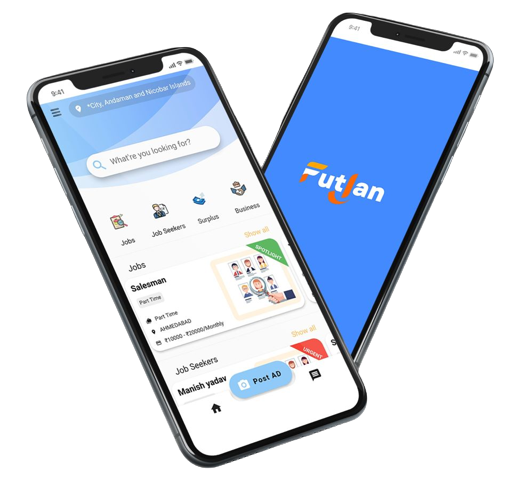 9:41
*City, Andaman and Nicobar Islands
What're you looking for?
Jobs
Job Seekers
Surplus
Business
Show all
Jobs
SPOTLIGHT
Salesman
Part Time
Part Time
AHMEDABAD
₹10000 - ₹20000/Monthly
Show all
Job Seekers
URGENT
Manish yadav
Post AD
9:41
FutJan